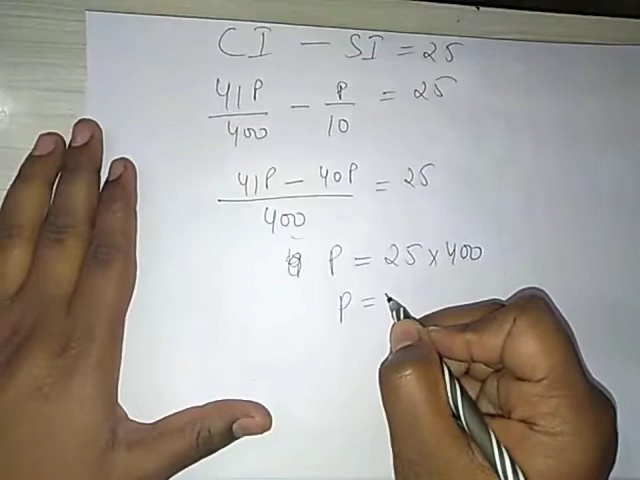 CI - SI = 25
41P/400 - P/10 = 25
41P - 40P/400 = 25
P = 25 × 400
P =